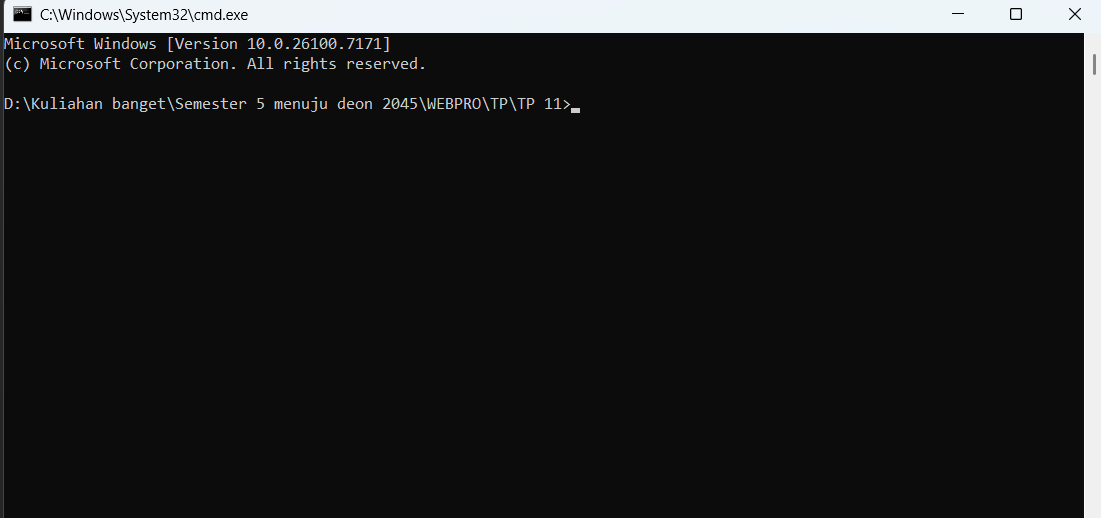 C:\Windows\System32\cmd.exe
Microsoft Windows [Version 10.0.26100.7171]
(c) Microsoft Corporation. All rights reserved.
D:\Kuliahan banget\Semester 5 menuju deon 2045\WEBPRO\TP\TP 11>